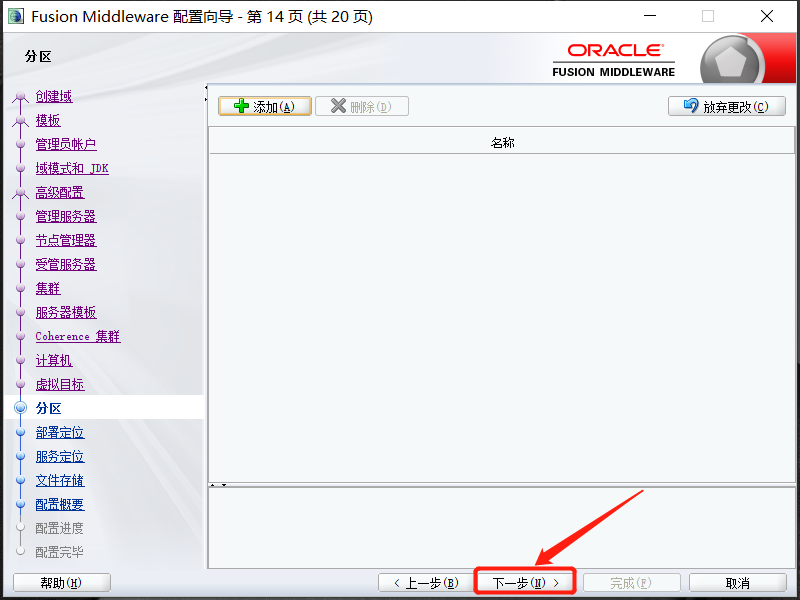 Fusion Middleware 配置向导 - 第 14 页 (共 20 页)
分区
ORACLE
FUSION MIDDLEWARE
创建域
模板
管理员帐户
域模式和 JDK
高级配置
管理服务器
节点管理器
受管服务器
集群
服务器模板
Coherence 集群
计算机
虚拟目标
分区
部署定位
服务定位
文件存储
配置概要
配置进度
配置完毕
添加(A)
删除(D)
放弃更改(C)
名称
帮助(H)
< 上一步(B)
下一步(N) >
完成(F)
取消